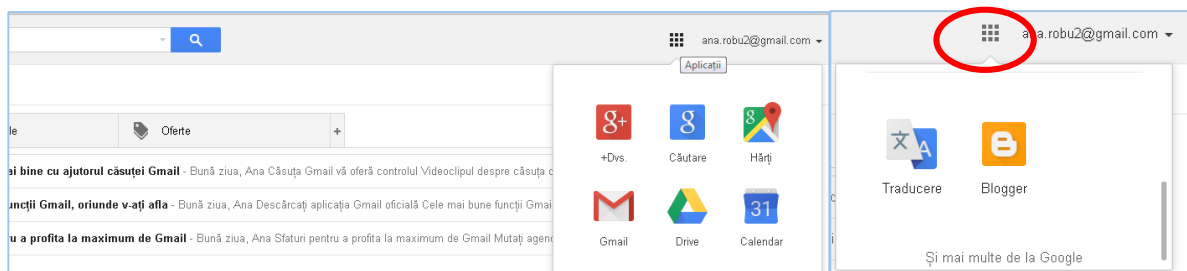 ana.robu2@gmail.com
Aplicații
Oferte
+
+Dvs.
Căutare
Hărți
Gmail
Drive
31
Calendar
ai bine cu ajutorul căsuței Gmail - Bună ziua, Ana Căsuța Gmail vă oferă controlul Videoclipul despre căsuța
uncții Gmail, oriunde v-ați afla - Bună ziua, Ana Descărcați aplicația Gmail oficială Cele mai bune funcții Gmai
u a profita la maximum de Gmail - Bună ziua, Ana Sfaturi pentru a profita la maximum de Gmail Mutați agen
ana.robu2@gmail.com
Traducere
Blogger
Și mai multe de la Google